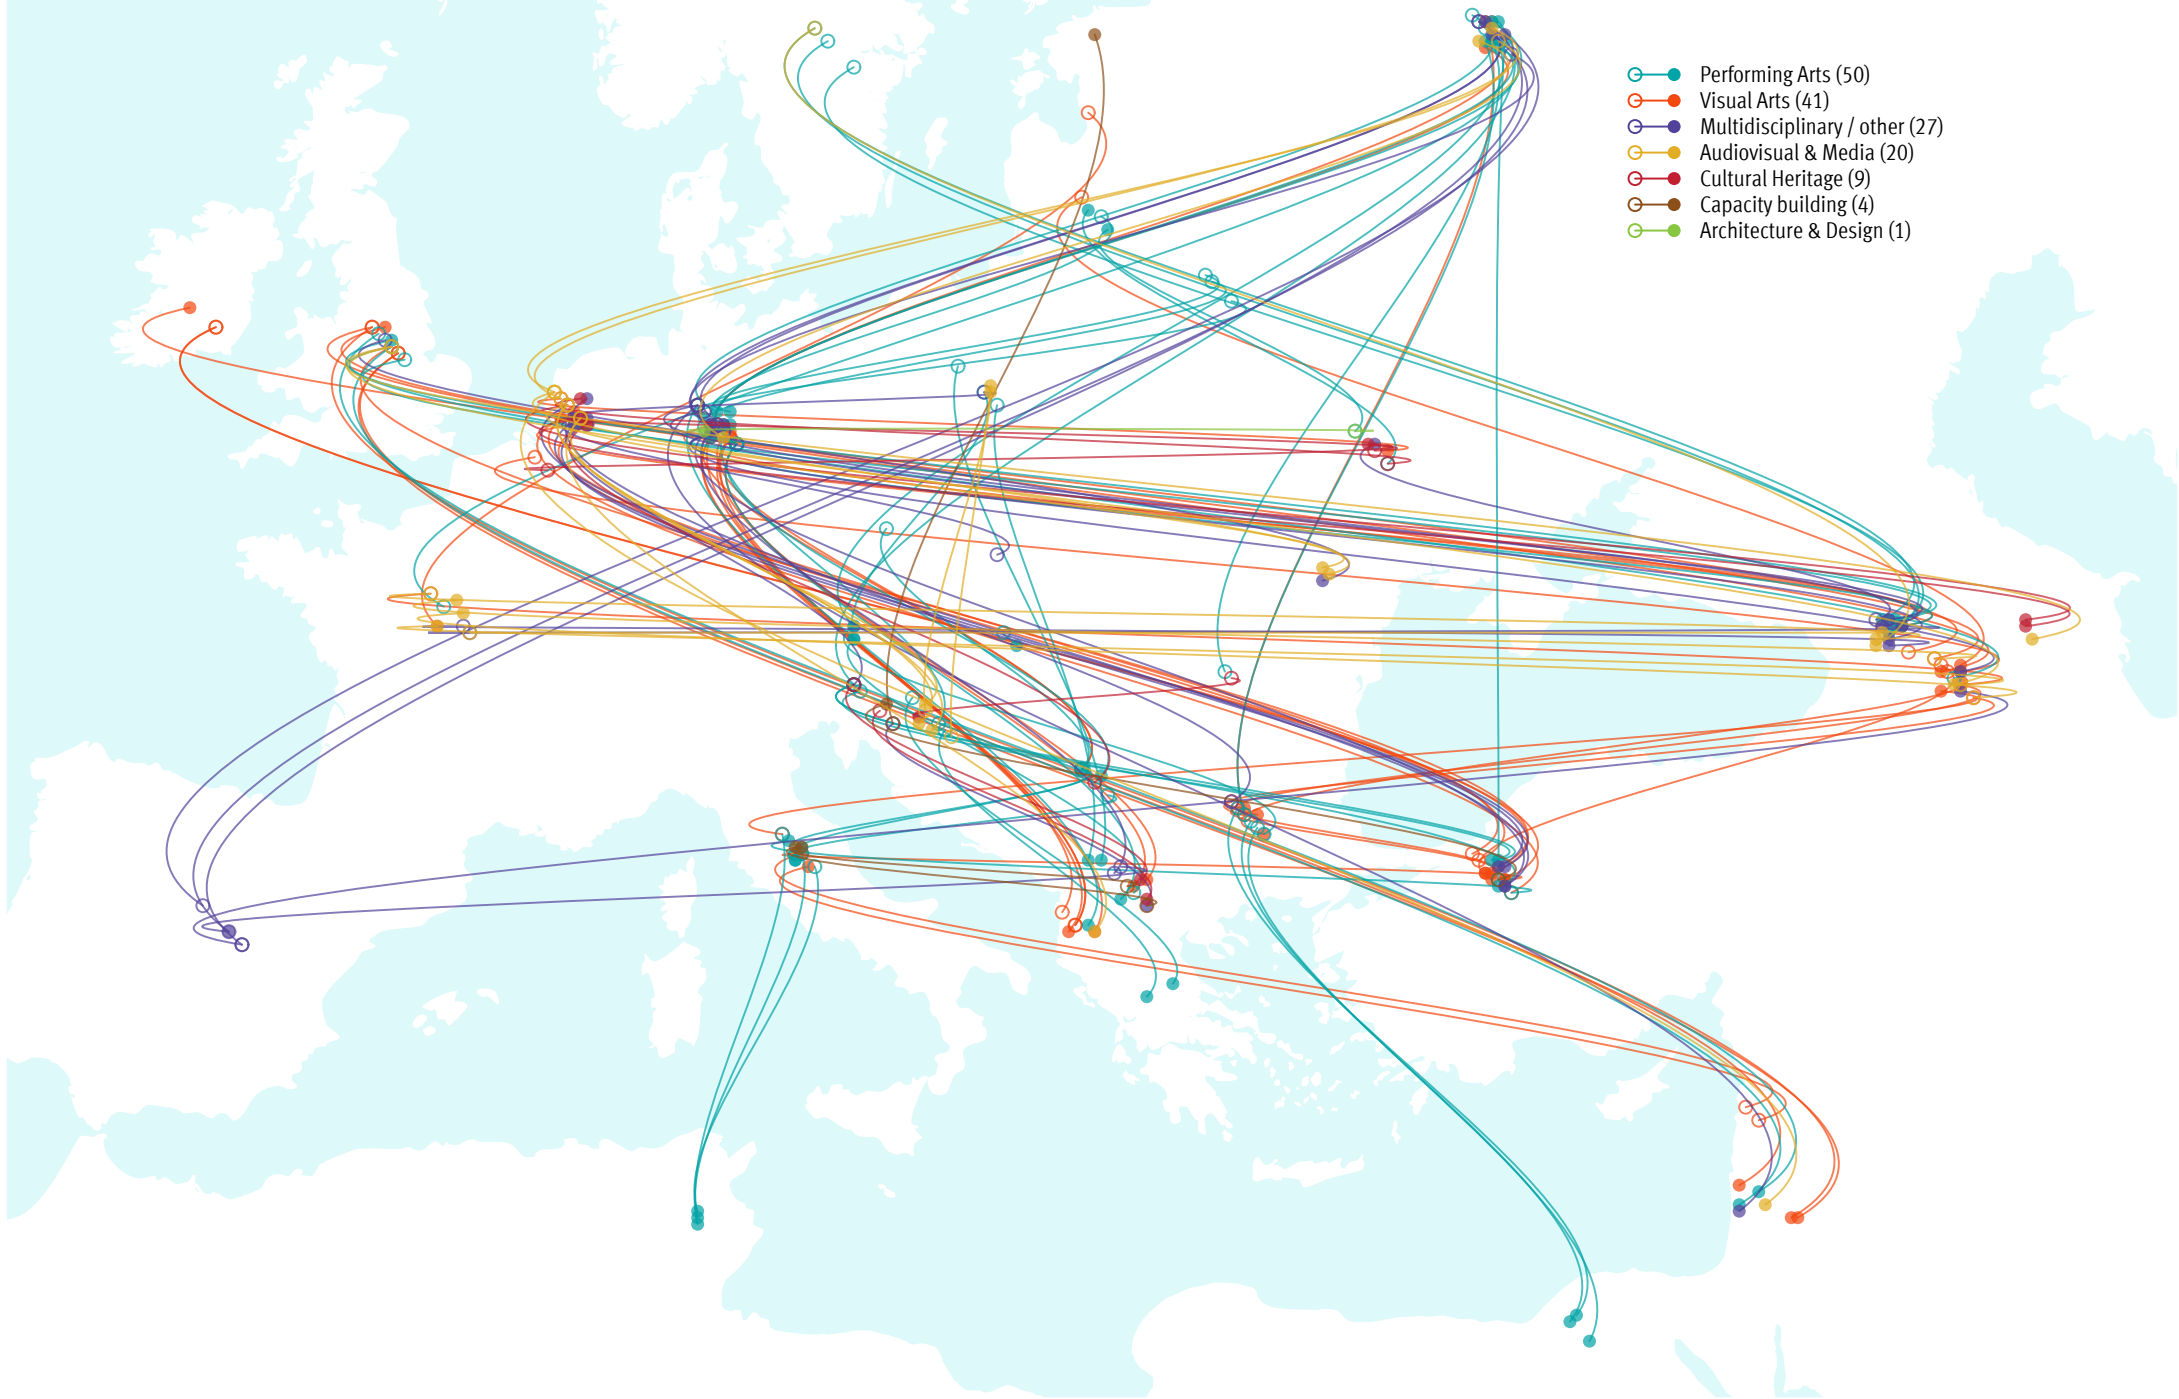 Performing Arts (50)
Visual Arts (41)
Multidisciplinary / other (27)
Audiovisual & Media (20)
Cultural Heritage (9)
Capacity building (4)
Architecture & Design (1)